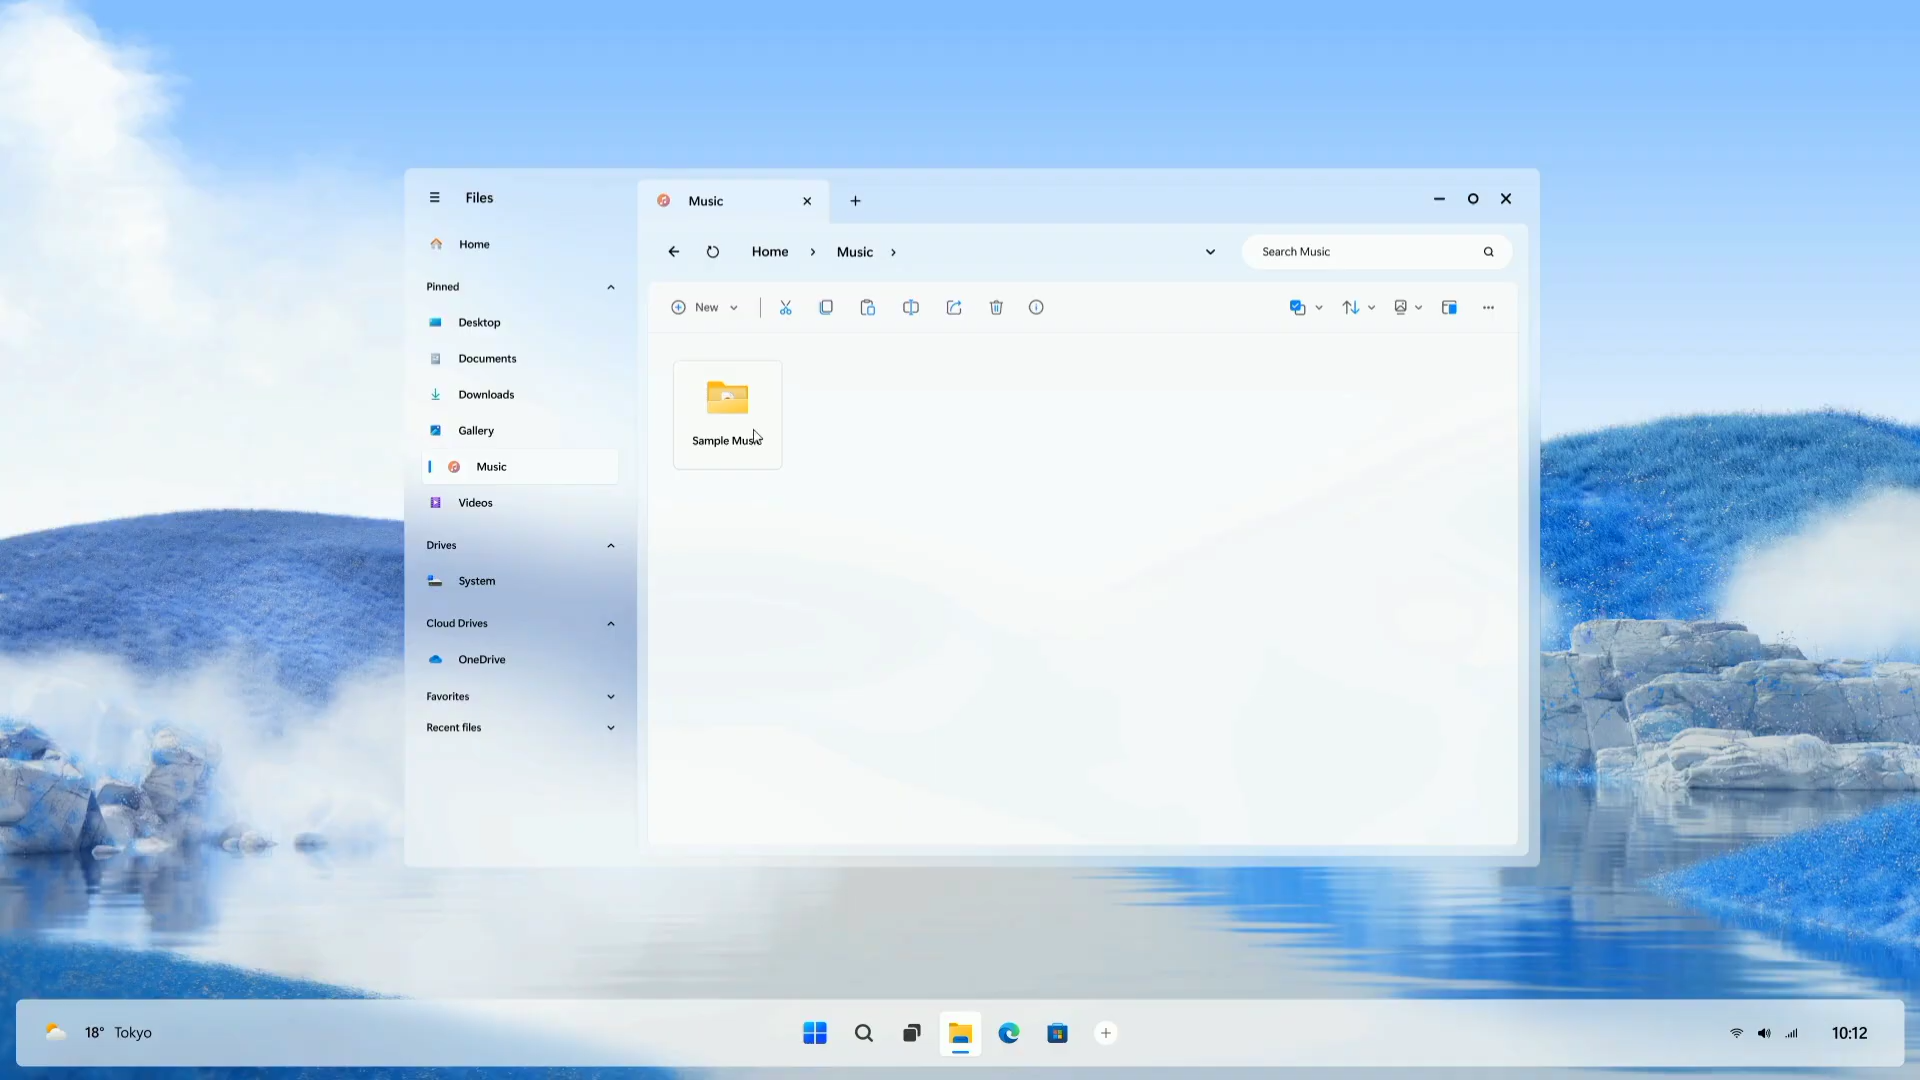 Files
Music
Home
Home
Music
Search Music
Pinned
New
Desktop
Documents
Downloads
Gallery
Music
Videos
Sample Music
Drives
System
Cloud Drives
OneDrive
Favorites
Recent files
18° Tokyo
10:12